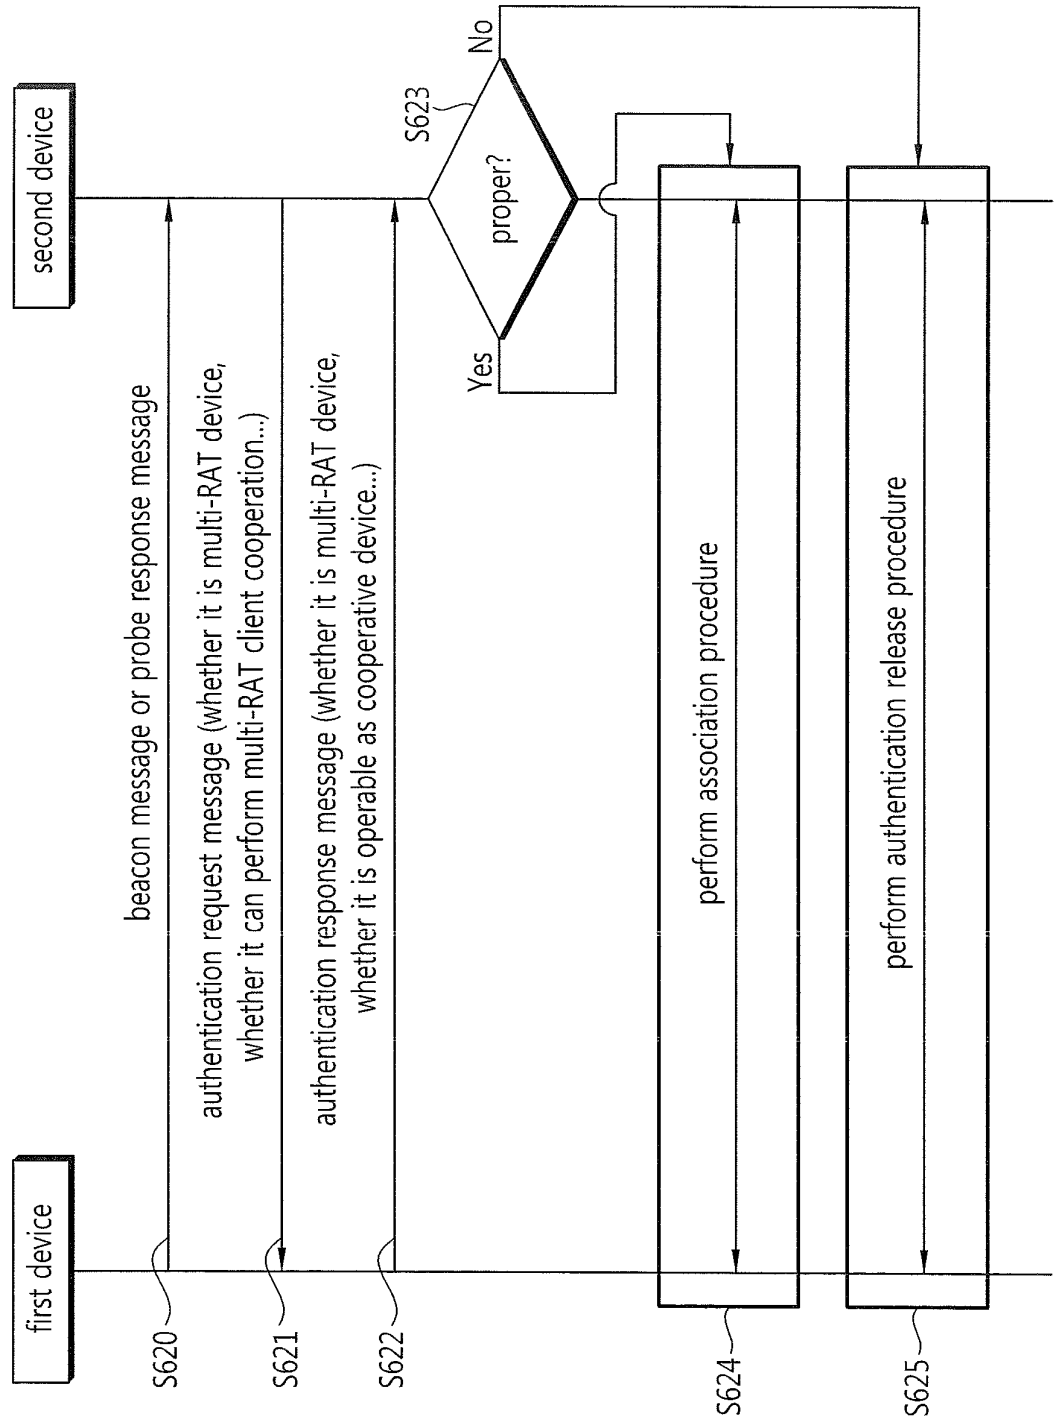 first device
second device
S620
beacon message or probe response message
S621
authentication request message (whether it is multi-RAT device,
whether it can perform multi-RAT client cooperation...)
S622
authentication response message (whether it is multi-RAT device,
whether it is operable as cooperative device...)
S623
proper?
Yes
No
S624
perform association procedure
S625
perform authentication release procedure